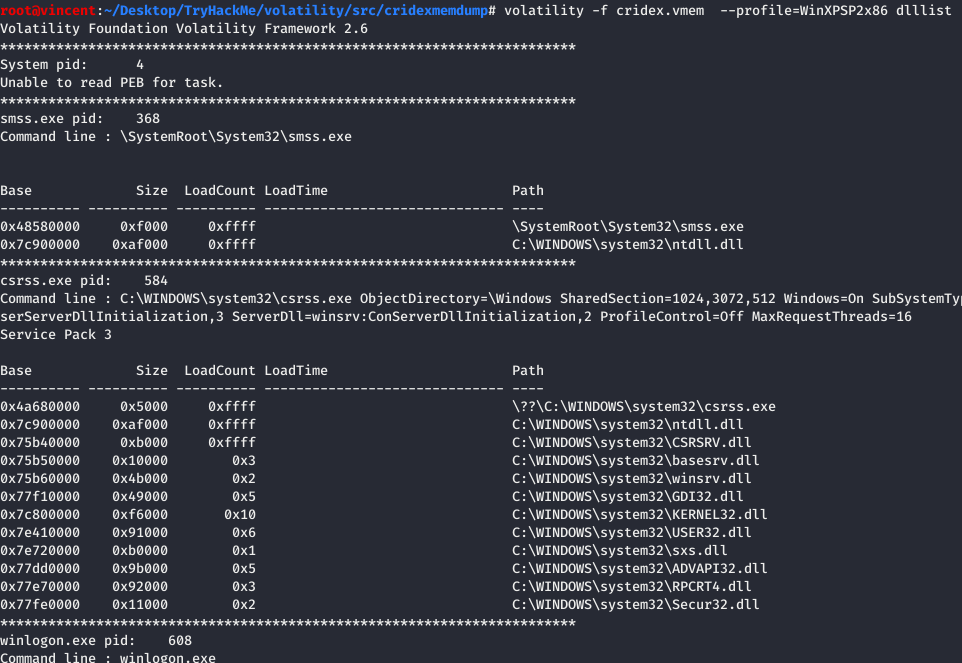 root@vincent:~/Desktop/TryHackMe/volatility/src/cridexmemdump# volatility -f cridex.vmem  --profile=WinXPSP2x86 dlllist
Volatility Foundation Volatility Framework 2.6
************************************************************************
System pid:      4
Unable to read PEB for task.
************************************************************************
smss.exe pid:    368
Command line : \SystemRoot\System32\smss.exe


Base             Size  LoadCount LoadTime                       Path
---------- ---------- ---------- ------------------------------ ----
0x48580000     0xf000     0xffff                                \SystemRoot\System32\smss.exe
0x7c900000    0xaf000     0xffff                                C:\WINDOWS\system32\ntdll.dll
************************************************************************
csrss.exe pid:    584
Command line : C:\WINDOWS\system32\csrss.exe ObjectDirectory=\Windows SharedSection=1024,3072,512 Windows=On SubSystemTyp
serServerDllInitialization,3 ServerDll=winsrv:ConServerDllInitialization,2 ProfileControl=Off MaxRequestThreads=16
Service Pack 3

Base             Size  LoadCount LoadTime                       Path
---------- ---------- ---------- ------------------------------ ----
0x4a680000     0x5000     0xffff                                \??\C:\WINDOWS\system32\csrss.exe
0x7c900000    0xaf000     0xffff                                C:\WINDOWS\system32\ntdll.dll
0x75b40000     0xb000     0xffff                                C:\WINDOWS\system32\CSRSRV.dll
0x75b50000    0x10000        0x3                                C:\WINDOWS\system32\basesrv.dll
0x75b60000    0x4b000        0x2                                C:\WINDOWS\system32\winsrv.dll
0x77f10000    0x49000        0x5                                C:\WINDOWS\system32\GDI32.dll
0x7c800000    0xf6000       0x10                                C:\WINDOWS\system32\KERNEL32.dll
0x7e410000    0x91000        0x6                                C:\WINDOWS\system32\USER32.dll
0x7e720000    0xb0000        0x1                                C:\WINDOWS\system32\sxs.dll
0x77dd0000    0x9b000        0x5                                C:\WINDOWS\system32\ADVAPI32.dll
0x77e70000    0x92000        0x3                                C:\WINDOWS\system32\RPCRT4.dll
0x77fe0000    0x11000        0x2                                C:\WINDOWS\system32\Secur32.dll
************************************************************************
winlogon.exe pid:    608
Command line : winlogon.exe